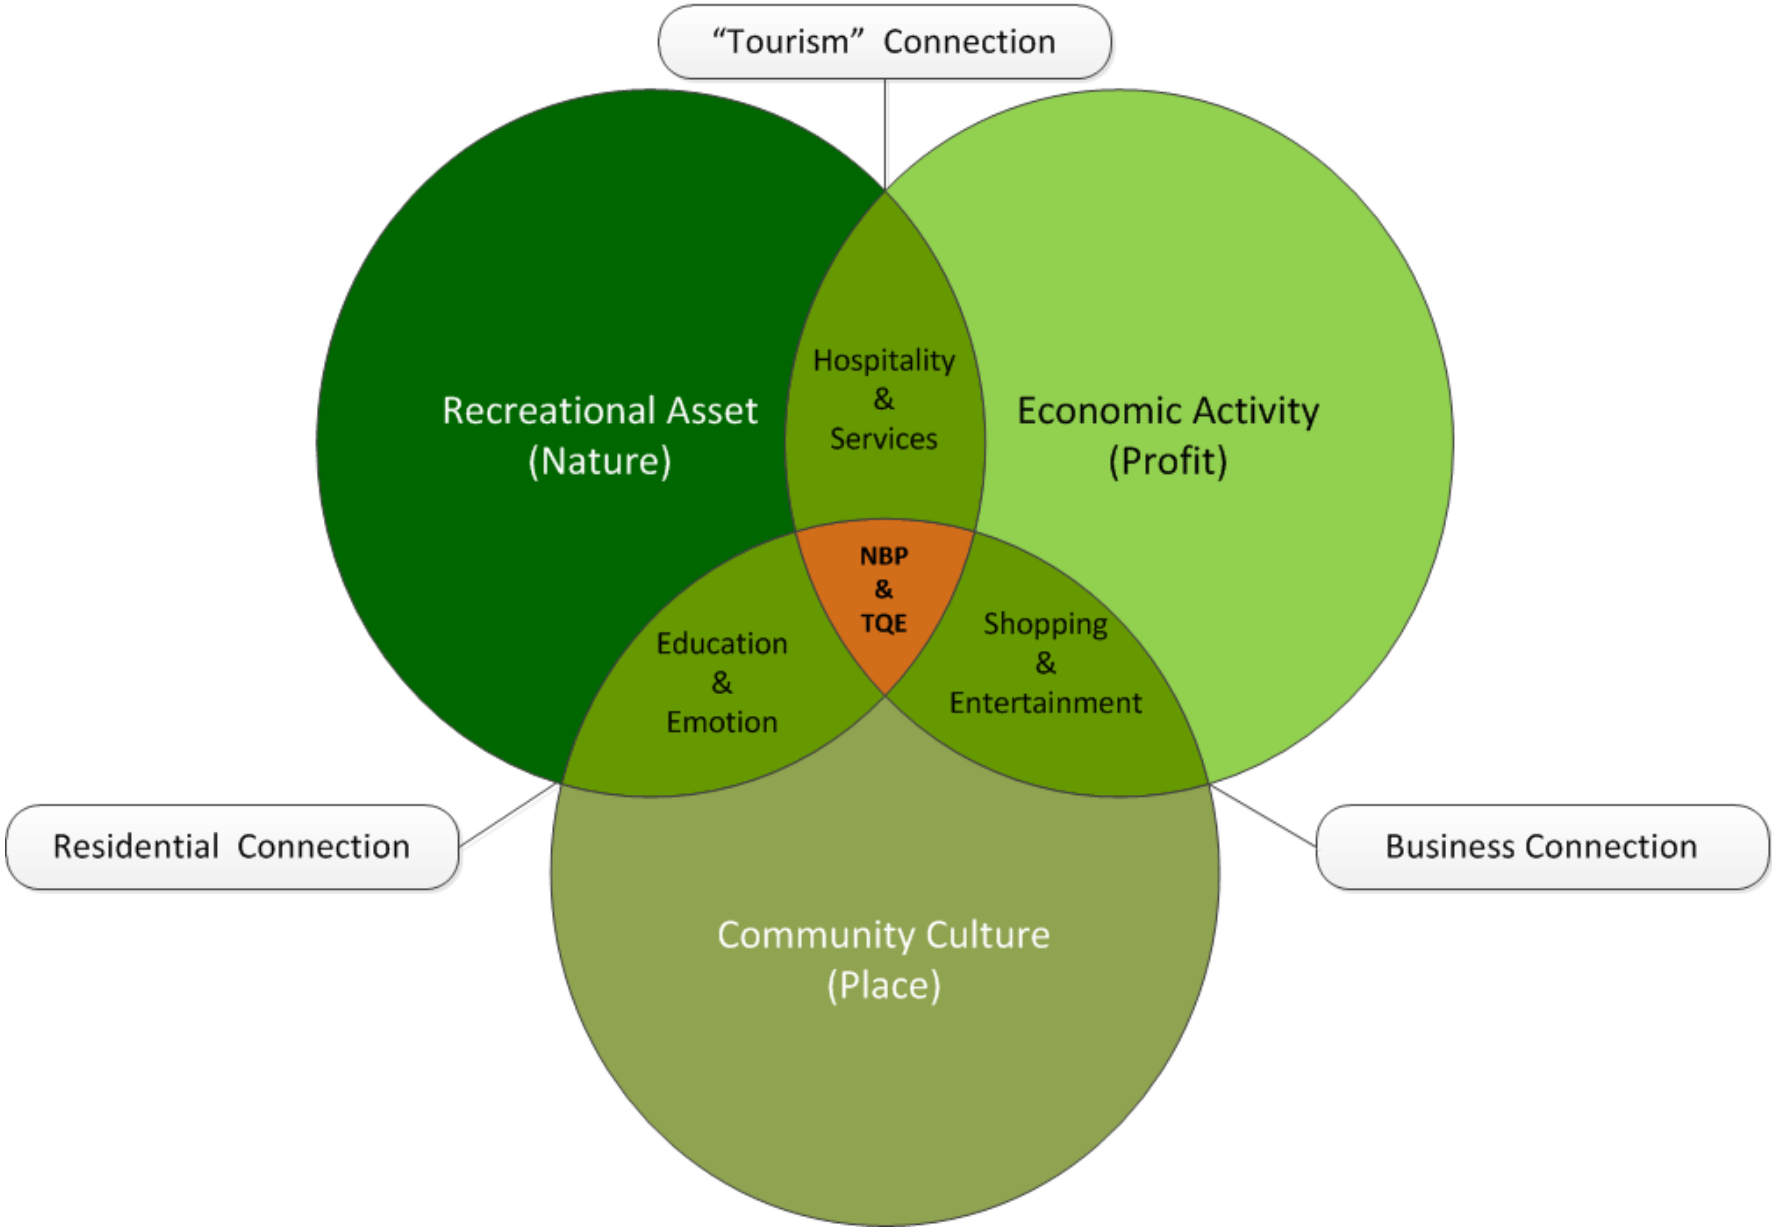 “Tourism” Connection
Hospitality
&
Services
Recreational Asset
(Nature)
Economic Activity
(Profit)
NBP
&
TQE
Education
&
Emotion
Shopping
&
Entertainment
Residential Connection
Business Connection
Community Culture
(Place)